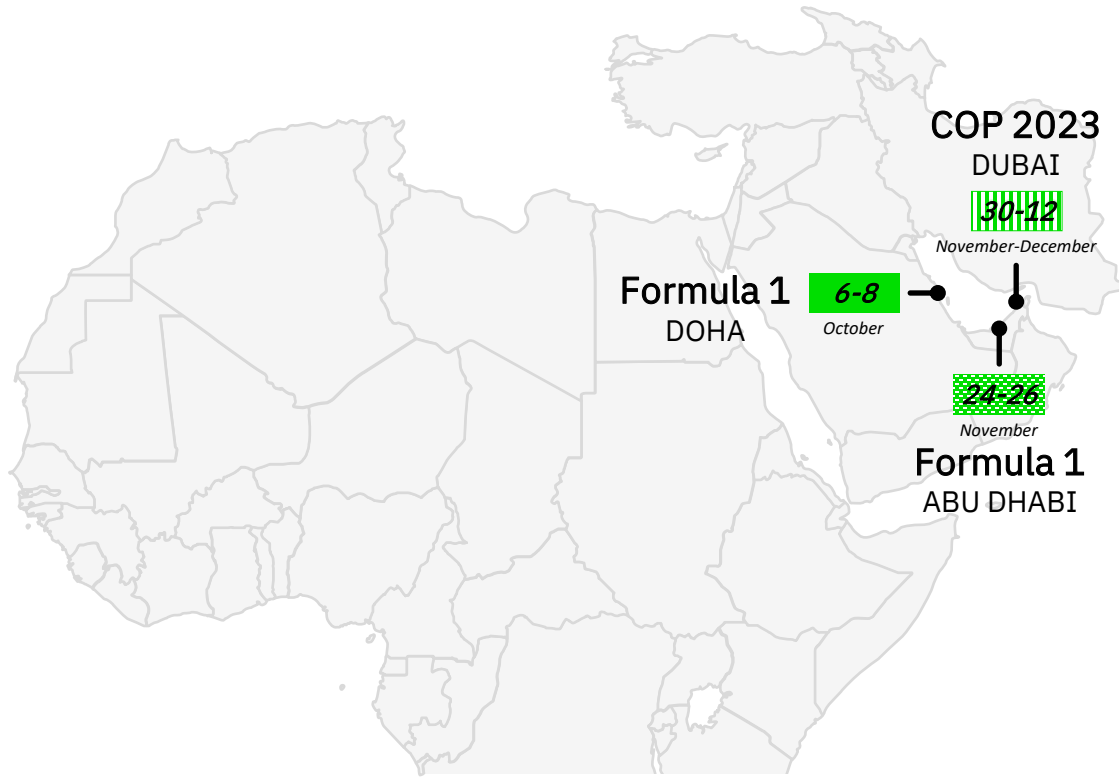 COP 2023
DUBAI
30-12
November-December
Formula 1
DOHA
6-8
October
24-26
November
Formula 1
ABU DHABI